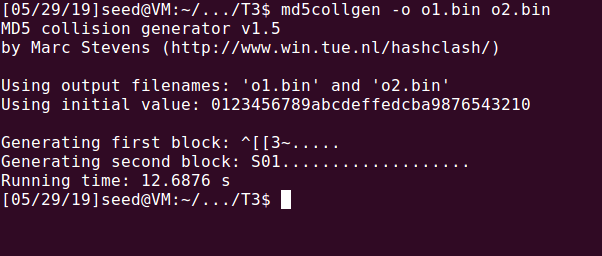 [05/29/19]seed@VM:~/.../T3$ md5collgen -o o1.bin o2.bin
MD5 collision generator v1.5
by Marc Stevens (http://www.win.tue.nl/hashclash/)
Using output filenames: 'o1.bin' and 'o2.bin'
Using initial value: 0123456789abcdeffedcba9876543210
Generating first block: ^[[3~.....
Generating second block: S01...................
Running time: 12.6876 s
[05/29/19]seed@VM:~/.../T3$